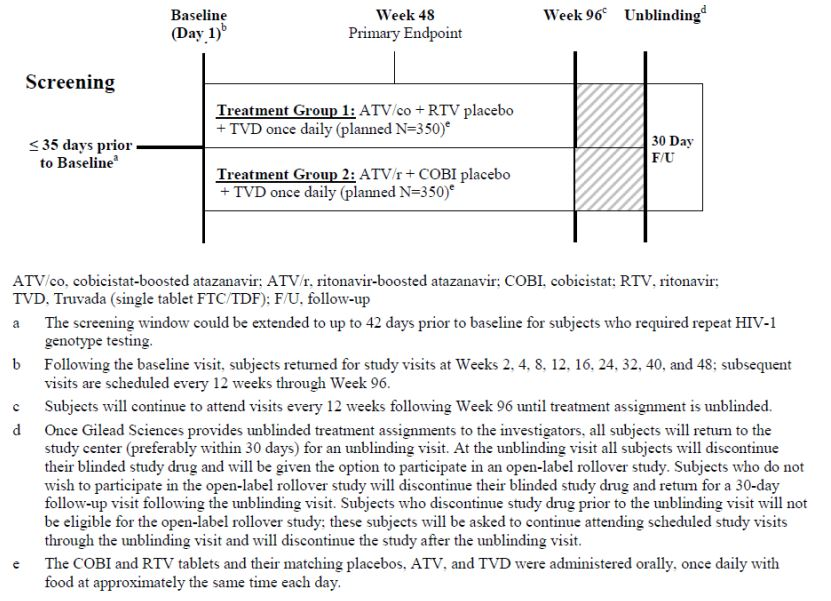 Baseline
(Day 1)b
Week 48
Primary Endpoint
Week 96c
Unblindingd
Screening
≤ 35 days prior
to Baselinea
Treatment Group 1: ATV/co + RTV placebo
+ TVD once daily (planned N=350)e
Treatment Group 2: ATV/r + COBI placebo
+ TVD once daily (planned N=350)e
30 Day
F/U
ATV/co, cobicistat-boosted atazanavir; ATV/r, ritonavir-boosted atazanavir; COBI, cobicistat; RTV, ritonavir;
TVD, Truvada (single tablet FTC/TDF); F/U, follow-up
a The screening window could be extended to up to 42 days prior to baseline for subjects who required repeat HIV-1
genotype testing.
b Following the baseline visit, subjects returned for study visits at Weeks 2, 4, 8, 12, 16, 24, 32, 40, and 48; subsequent
visits are scheduled every 12 weeks through Week 96.
c Subjects will continue to attend visits every 12 weeks following Week 96 until treatment assignment is unblinded.
d Once Gilead Sciences provides unblinded treatment assignments to the investigators, all subjects will return to the
study center (preferably within 30 days) for an unblinding visit. At the unblinding visit all subjects will discontinue
their blinded study drug and will be given the option to participate in an open-label rollover study. Subjects who do not
wish to participate in the open-label rollover study will discontinue their blinded study drug and return for a 30-day
follow-up visit following the unblinding visit. Subjects who discontinue study drug prior to the unblinding visit will not
be eligible for the open-label rollover study; these subjects will be asked to continue attending scheduled study visits
through the unblinding visit and will discontinue the study after the unblinding visit.
e The COBI and RTV tablets and their matching placebos, ATV, and TVD were administered orally, once daily with
food at approximately the same time each day.